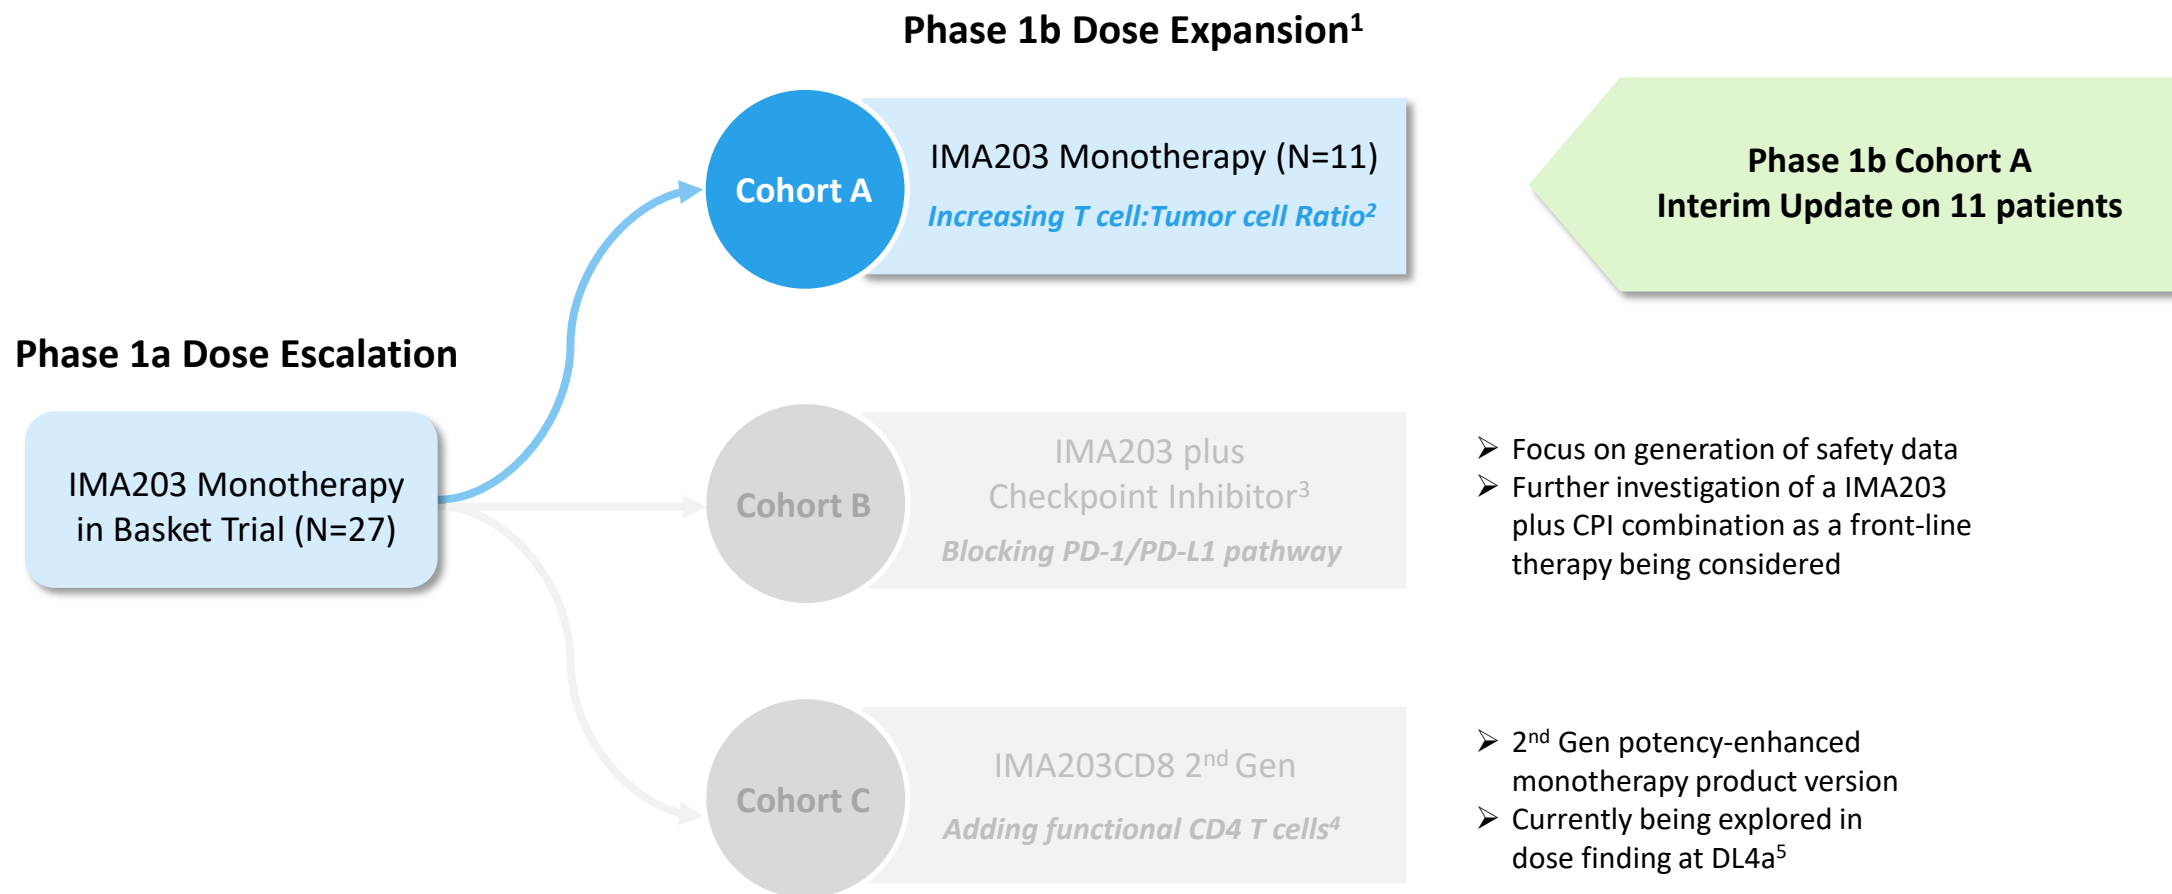 Phase 1b Dose Expansion¹
Cohort A
IMA203 Monotherapy (N=11)
Increasing T cell:Tumor cell Ratio²
Phase 1b Cohort A
Interim Update on 11 patients
Phase 1a Dose Escalation
IMA203 Monotherapy
in Basket Trial (N=27)
Cohort B
IMA203 plus
Checkpoint Inhibitor³
Blocking PD-1/PD-L1 pathway
➢ Focus on generation of safety data
➢ Further investigation of a IMA203
plus CPI combination as a front-line
therapy being considered
Cohort C
IMA203CD8 2ⁿᵈ Gen
Adding functional CD4 T cells⁴
➢ 2ⁿᵈ Gen potency-enhanced
monotherapy product version
➢ Currently being explored in
dose finding at DL4a⁵